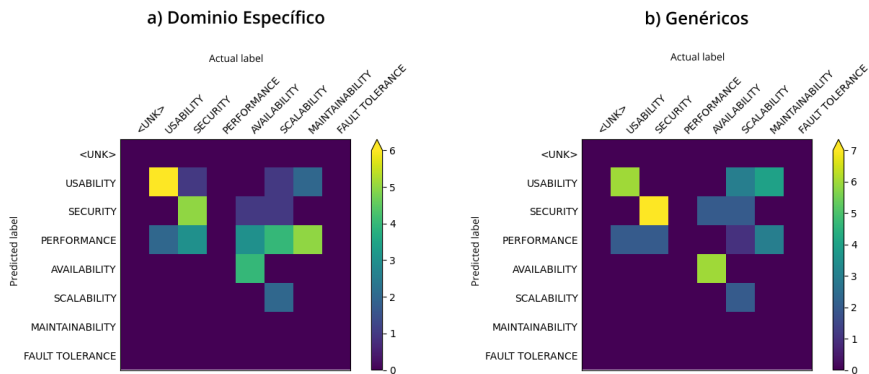 a) Dominio Específico
Actual label
<UNK>
USABILITY
SECURITY
PERFORMANCE
AVAILABILITY
SCALABILITY
MAINTAINABILITY
FAULT TOLERANCE
Predicted label
<UNK>
USABILITY
SECURITY
PERFORMANCE
AVAILABILITY
SCALABILITY
MAINTAINABILITY
FAULT TOLERANCE
6
5
4
3
2
1
0
b) Genéricos
Actual label
<UNK>
USABILITY
SECURITY
PERFORMANCE
AVAILABILITY
SCALABILITY
MAINTAINABILITY
FAULT TOLERANCE
Predicted label
<UNK>
USABILITY
SECURITY
PERFORMANCE
AVAILABILITY
SCALABILITY
MAINTAINABILITY
FAULT TOLERANCE
7
6
5
4
3
2
1
0